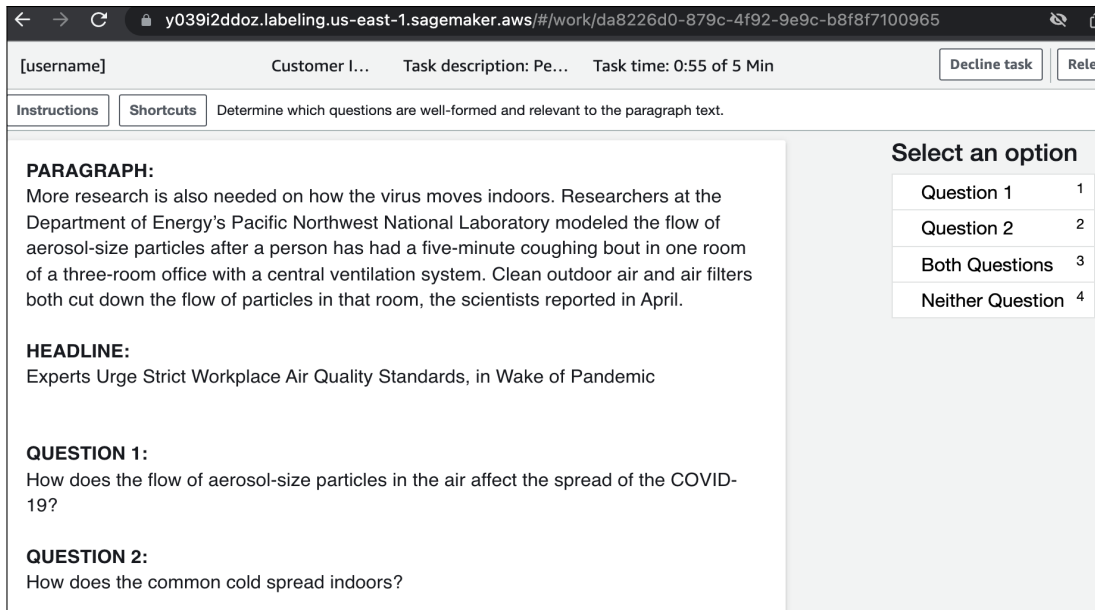 y039i2ddoz.labeling.us-east-1.sagemaker.aws/#/work/da8226d0-879c-4f92-9e9c-b8f8f7100965
[username] Customer I... Task description: Pe... Task time: 0:55 of 5 Min Decline task Rele
Instructions Shortcuts Determine which questions are well-formed and relevant to the paragraph text.
PARAGRAPH:
More research is also needed on how the virus moves indoors. Researchers at the
Department of Energy's Pacific Northwest National Laboratory modeled the flow of
aerosol-size particles after a person has had a five-minute coughing bout in one room
of a three-room office with a central ventilation system. Clean outdoor air and air filters
both cut down the flow of particles in that room, the scientists reported in April.
HEADLINE:
Experts Urge Strict Workplace Air Quality Standards, in Wake of Pandemic
QUESTION 1:
How does the flow of aerosol-size particles in the air affect the spread of the COVID-
19?
QUESTION 2:
How does the common cold spread indoors?
Select an option
Question 1 1
Question 2 2
Both Questions 3
Neither Question 4